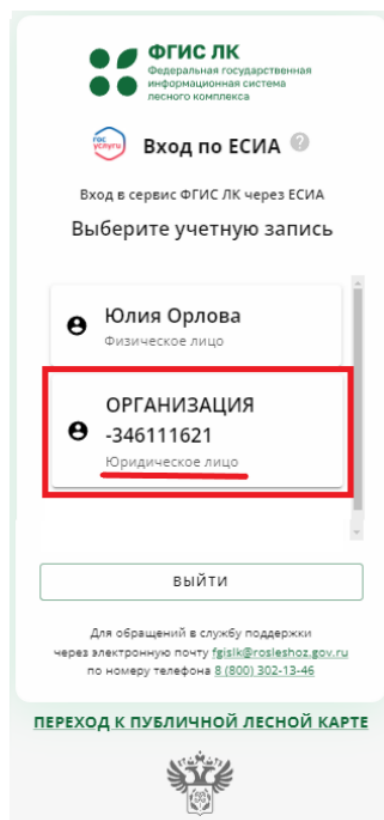 ФГИС ЛК
Федеральная государственная
информационная система
лесного комплекса
гос
услуги
Вход по ЕСИА ?
Вход в сервис ФГИС ЛК через ЕСИА
Выберите учетную запись
Юлия Орлова
Физическое лицо
ОРГАНИЗАЦИЯ
-346111621
Юридическое лицо
ВЫЙТИ
Для обращений в службу поддержки
через электронную почту fgislk@rosleshoz.gov.ru
по номеру телефона 8 (800) 302-13-46
ПЕРЕХОД К ПУБЛИЧНОЙ ЛЕСНОЙ КАРТЕ